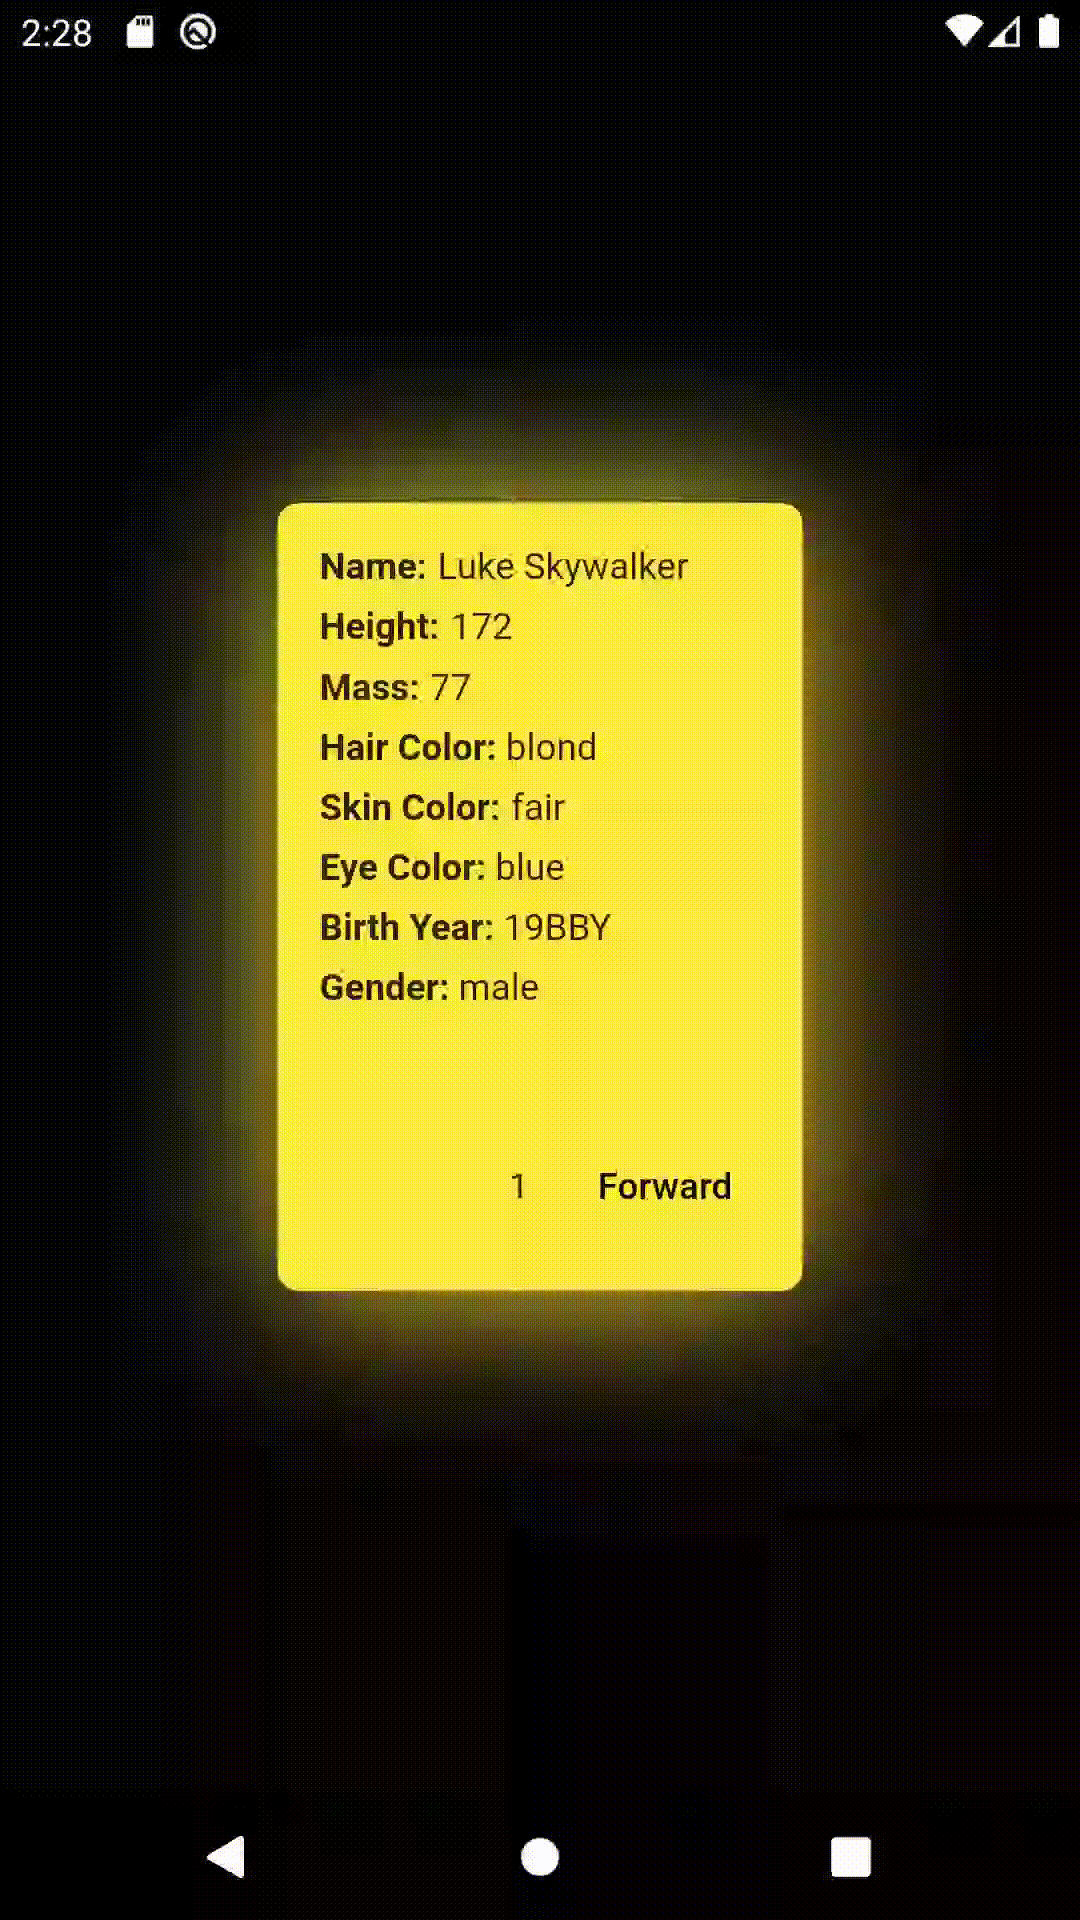 2:28
Name: Luke Skywalker
Height: 172
Mass: 77
Hair Color: blond
Skin Color: fair
Eye Color: blue
Birth Year: 19BBY
Gender: male
1 Forward